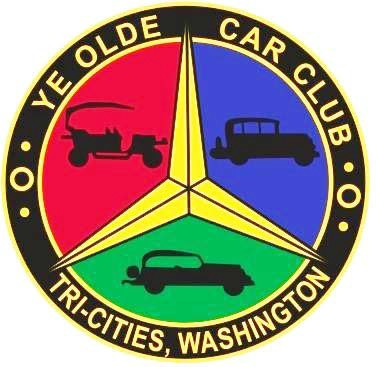 YE OLDE CAR CLUB
·O· ·O·
TRI-CITIES, WASHINGTON